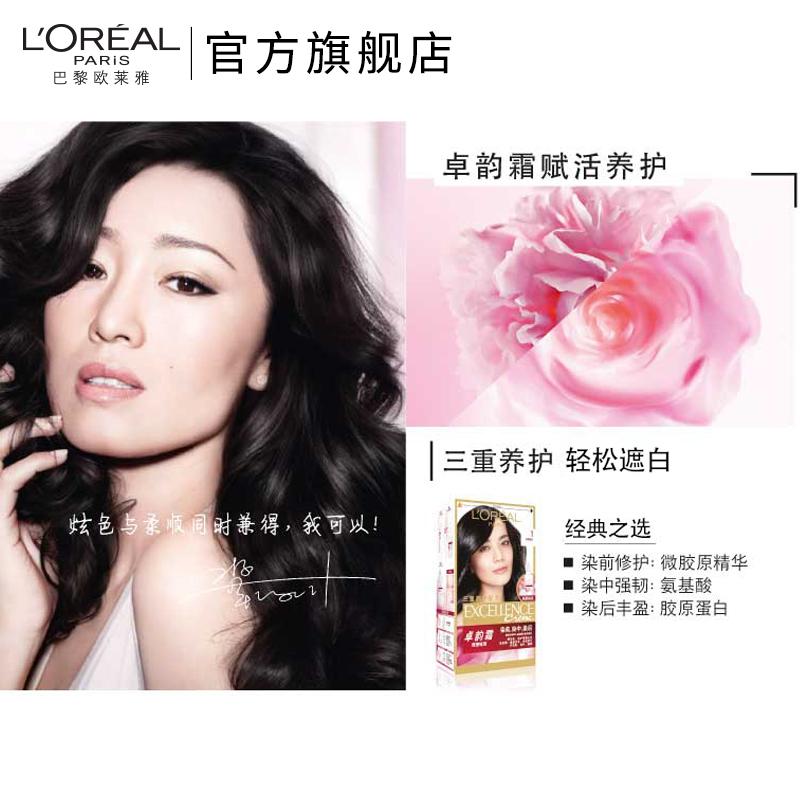 L'ORÉAL
PARiS
巴黎欧莱雅
官方旗舰店
卓韵霜赋活养护
炫色与柔顺同时兼得，我可以！
三重养护 轻松遮白
经典之选
■ 染前修护: 微胶原精华
■ 染中强韧: 氨基酸
■ 染后丰盈: 胶原蛋白
L'ORÉAL
EXCELLENCE
Creme
卓韵霜